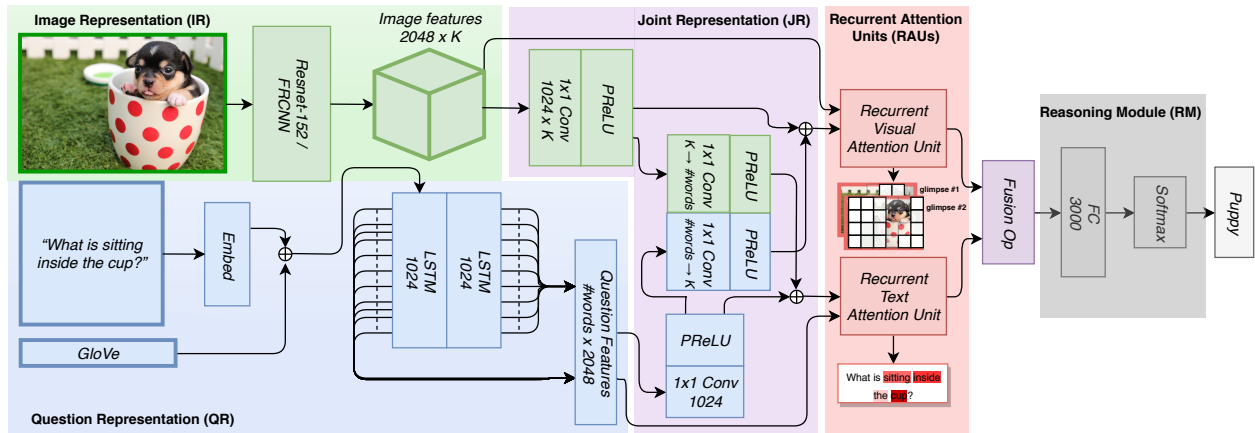 Image Representation (IR)
Resnet-152 /
FRCNN
Image features
2048 x K
Joint Representation (JR)
1x1 Conv
1024 x K
PReLU
1x1 Conv
K → #words
PReLU
1x1 Conv
#words → K
PReLU
PReLU
1x1 Conv
1024
Recurrent Attention
Units (RAUs)
Recurrent
Visual
Attention Unit
glimpse #1
glimpse #2
Recurrent
Text
Attention Unit
What is sitting inside
the cup?
Fusion Op
Reasoning Module (RM)
FC
3000
Softmax
Puppy
“What is sitting
inside the cup?”
Embed
GloVe
LSTM
1024
LSTM
1024
Question Features
#words x 2048
Question Representation (QR)